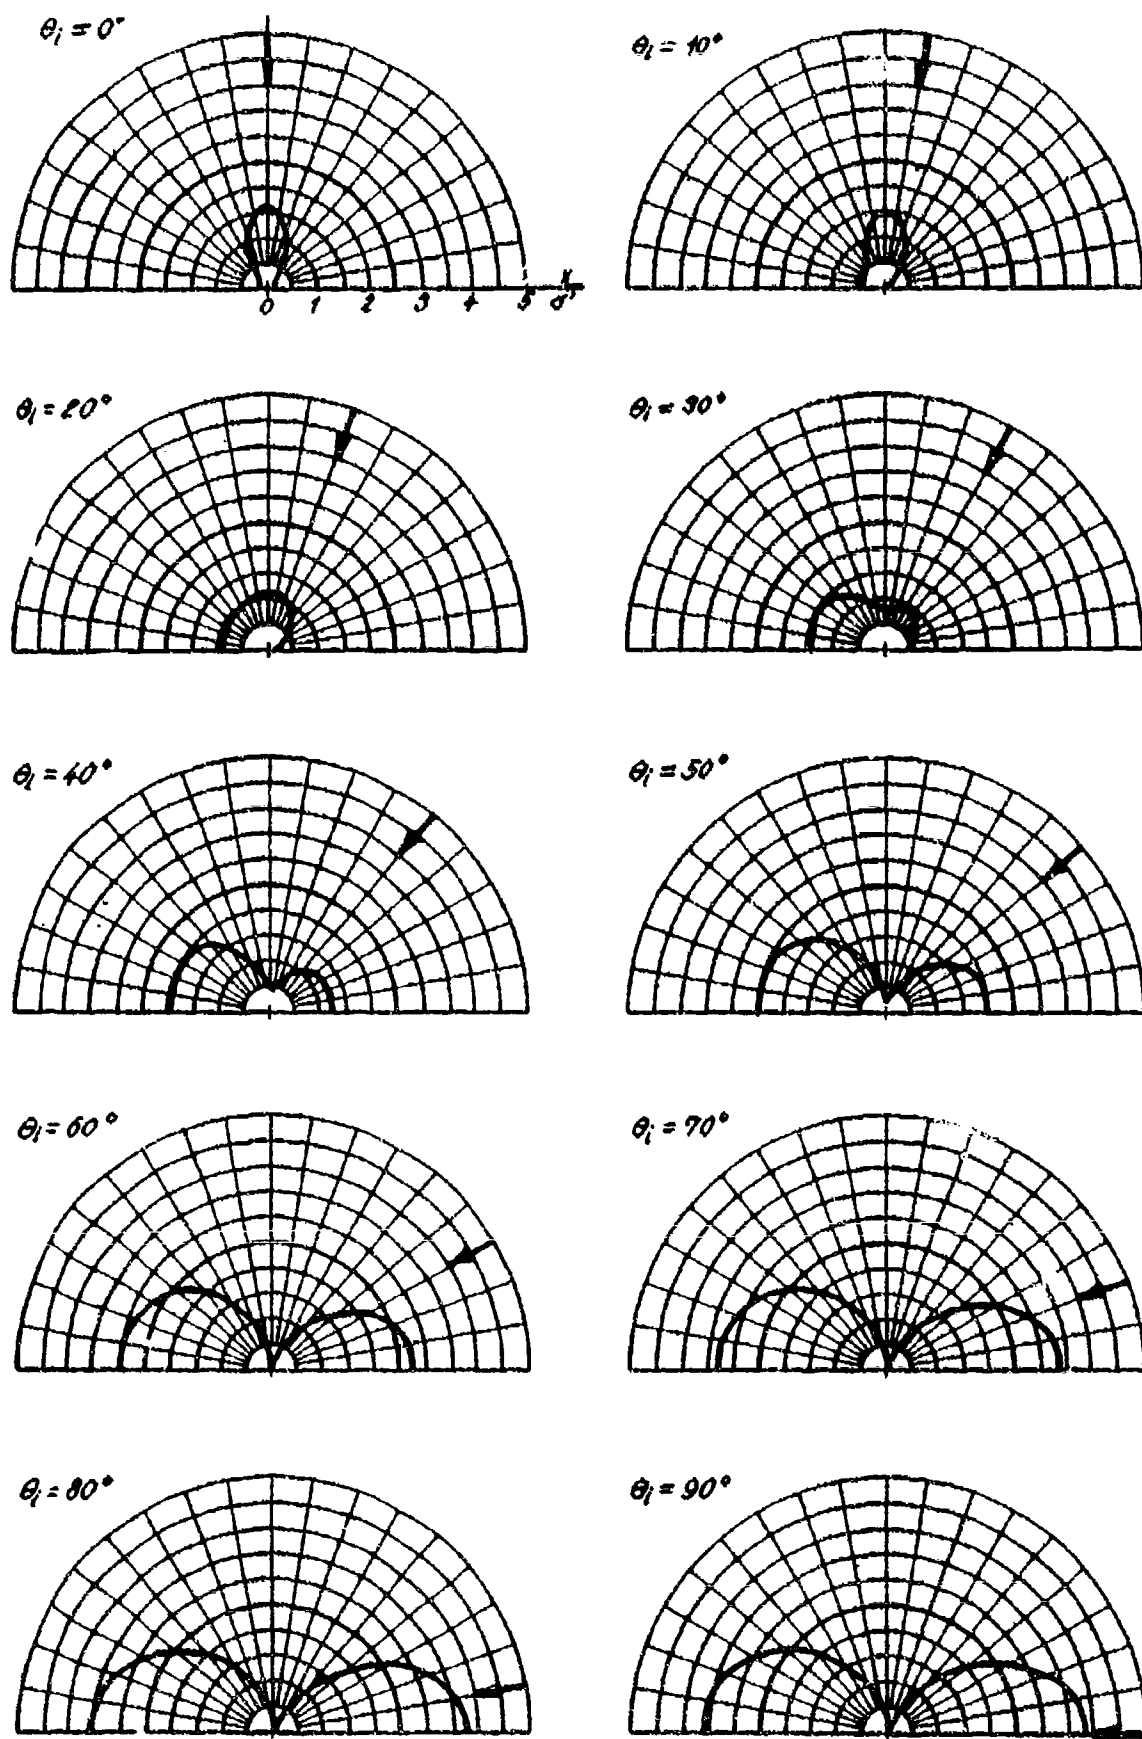 θi = 0°
θi = 10°
0 1 2 3 4 5
θi = 20°
θi = 30°
θi = 40°
θi = 50°
θi = 60°
θi = 70°
θi = 80°
θi = 90°